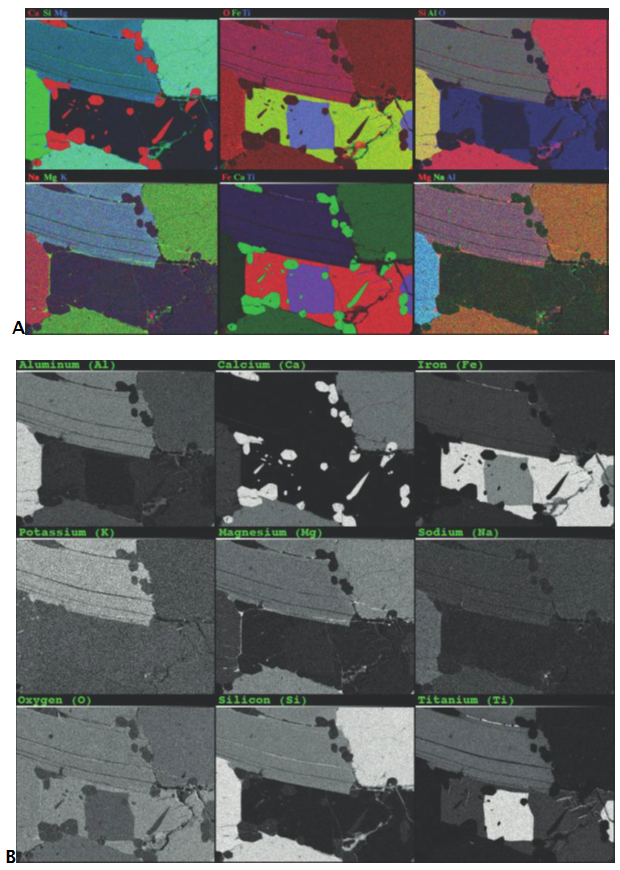 Ca Si Mg
O Fe Ti
Si Al O
Na Mg K
Fe Ca Ti
Mg Na Al
A
Aluminum (Al)
Calcium (Ca)
Iron (Fe)
Potassium (K)
Magnesium (Mg)
Sodium (Na)
Oxygen (O)
Silicon (Si)
Titanium (Ti)
B